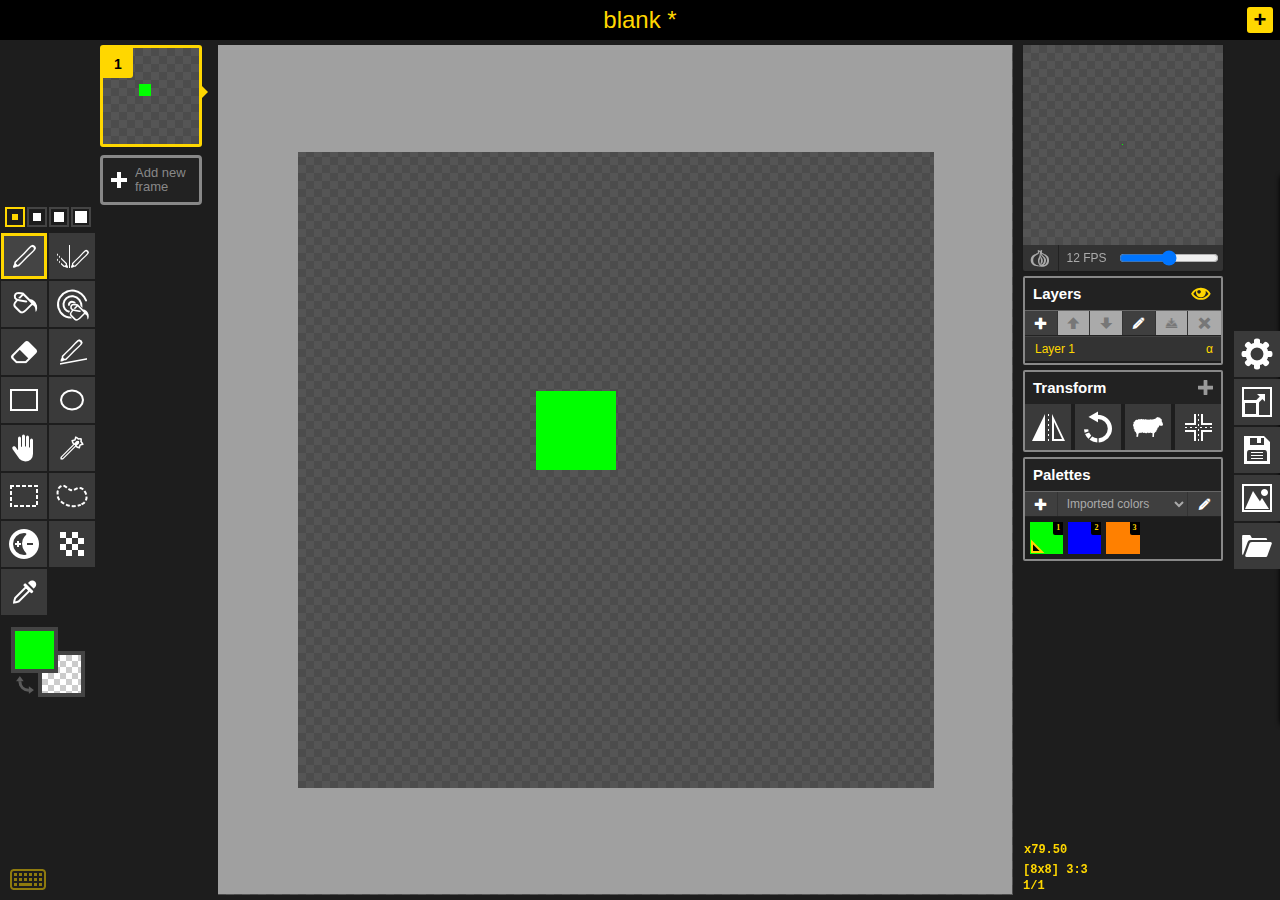 blank *
1
Add new
frame
12 FPS
Layers
Layer 1
α
Transform
Palettes
Imported colors
1
2
3
x79.50
[8x8] 3:3
1/1